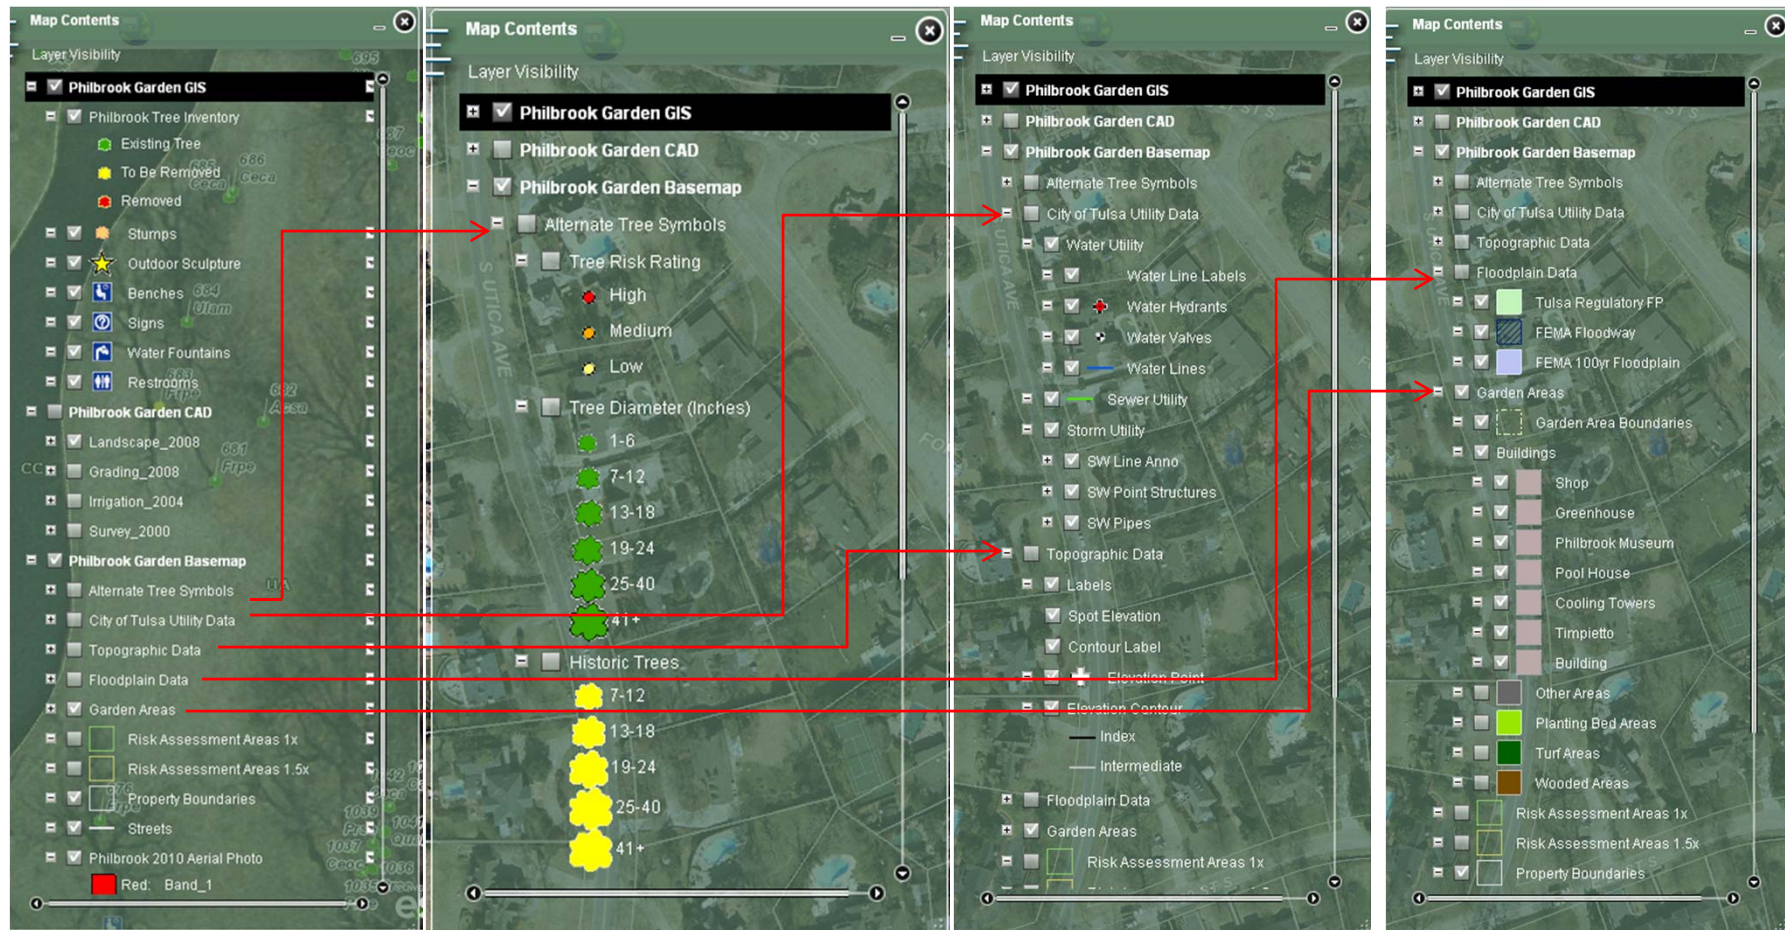 Map Contents
Layer Visibility
Philbrook Garden GIS
Philbrook Tree Inventory
Existing Tree
To Be Removed
Removed
Stumps
Outdoor Sculpture
Benches
Signs
Water Fountains
Restrooms
Philbrook Garden CAD
Landscape_2008
Grading_2008
Irrigation_2004
Survey_2000
Philbrook Garden Basemap
Alternate Tree Symbols
City of Tulsa Utility Data
Topographic Data
Floodplain Data
Garden Areas
Risk Assessment Areas 1x
Risk Assessment Areas 1.5x
Property Boundaries
Streets
Philbrook 2010 Aerial Photo
Red: Band_1
695
686
Ceca
684
Ulam
683
Frpe
682
Acsa
681
Frpe
Map Contents
Layer Visibility
Philbrook Garden GIS
Philbrook Garden CAD
Philbrook Garden Basemap
Alternate Tree Symbols
Tree Risk Rating
High
Medium
Low
Tree Diameter (Inches)
1-6
7-12
13-18
19-24
25-40
41+
Historic Trees
7-12
13-18
19-24
25-40
41+
S UTICA AVE
Map Contents
Layer Visibility
Philbrook Garden GIS
Philbrook Garden CAD
Philbrook Garden Basemap
Alternate Tree Symbols
City of Tulsa Utility Data
Water Utility
Water Line Labels
Water Hydrants
Water Valves
Water Lines
Sewer Utility
Storm Utility
SW Line Anno
SW Point Structures
SW Pipes
Topographic Data
Labels
Spot Elevation
Contour Label
Elevation Point
Elevation Contour
Index
Intermediate
Floodplain Data
Garden Areas
Risk Assessment Areas 1x
Map Contents
Layer Visibility
Philbrook Garden GIS
Philbrook Garden CAD
Philbrook Garden Basemap
Alternate Tree Symbols
City of Tulsa Utility Data
Topographic Data
Floodplain Data
Tulsa Regulatory FP
FEMA Floodway
FEMA 100yr Floodplain
Garden Areas
Garden Area Boundaries
Buildings
Shop
Greenhouse
Philbrook Museum
Pool House
Cooling Towers
Timpietto
Building
Other Areas
Planting Bed Areas
Turf Areas
Wooded Areas
Risk Assessment Areas 1x
Risk Assessment Areas 1.5x
Property Boundaries